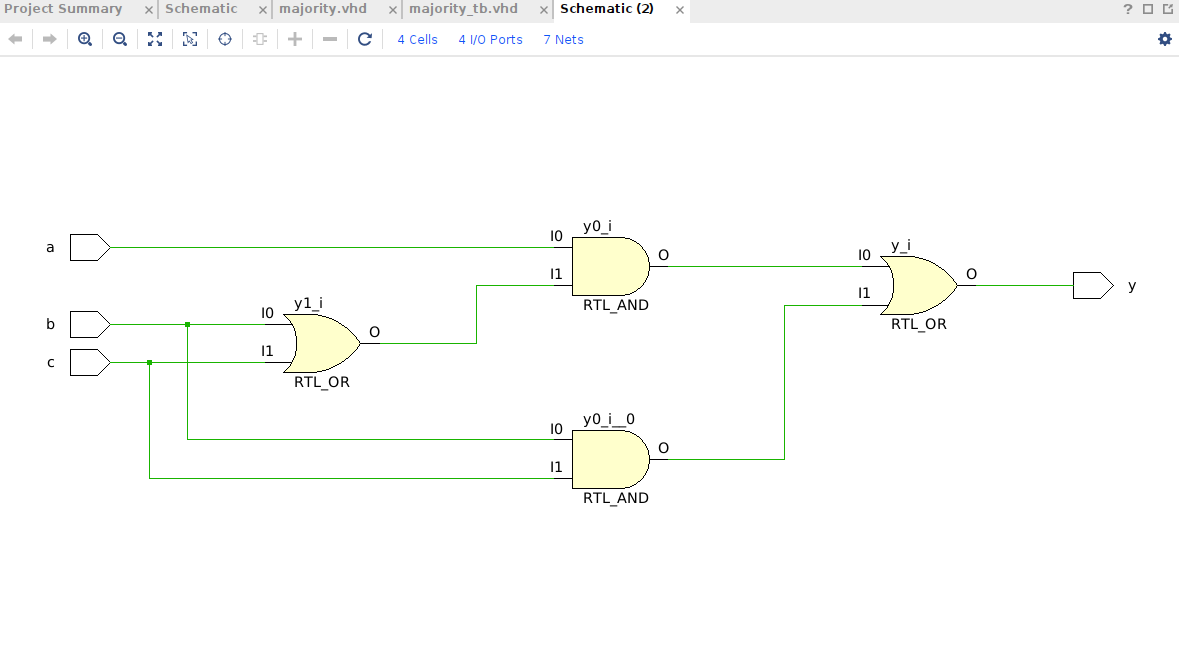 Project Summary × Schematic × majority.vhd × majority_tb.vhd × Schematic (2) × ?
4 Cells 4 I/O Ports 7 Nets
y0_i
a I0 O
I1
RTL_AND
y_i
I0 O y
I1
RTL_OR
y1_i
b I0 O
c I1
RTL_OR
y0_i__0
I0 O
I1
RTL_AND